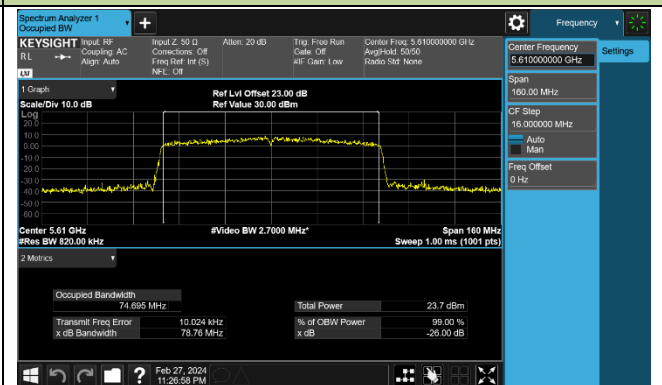 Spectrum Analyzer 1
Occupied BW
Frequency
KEYSIGHT
RL
LXI
Input: RF
Coupling: AC
Align: Auto
Input Z: 50 Ω
Corrections: Off
Freq Ref: Int (S)
NFE: Off
Atten: 20 dB
Trig: Free Run
Gate: Off
#IF Gain: Low
Center Freq: 5.610000000 GHz
Avg|Hold: 50/50
Radio Std: None
Center Frequency
5.610000000 GHz
Settings
Span
160.00 MHz
CF Step
16.000000 MHz
Auto
Man
Freq Offset
0 Hz
1 Graph
Scale/Div 10.0 dB
Ref Lvl Offset 23.00 dB
Ref Value 30.00 dBm
Log
20.0
10.0
0.00
-10.0
-20.0
-30.0
-40.0
-50.0
-60.0
Center 5.61 GHz
#Video BW 2.7000 MHz*
Span 160 MHz
#Res BW 820.00 kHz
Sweep 1.00 ms (1001 pts)
2 Metrics
Occupied Bandwidth
74.695 MHz
Total Power 23.7 dBm
Transmit Freq Error 10.024 kHz
% of OBW Power 99.00 %
x dB Bandwidth 78.76 MHz
x dB -26.00 dB
?
Feb 27, 2024
11:26:58 PM